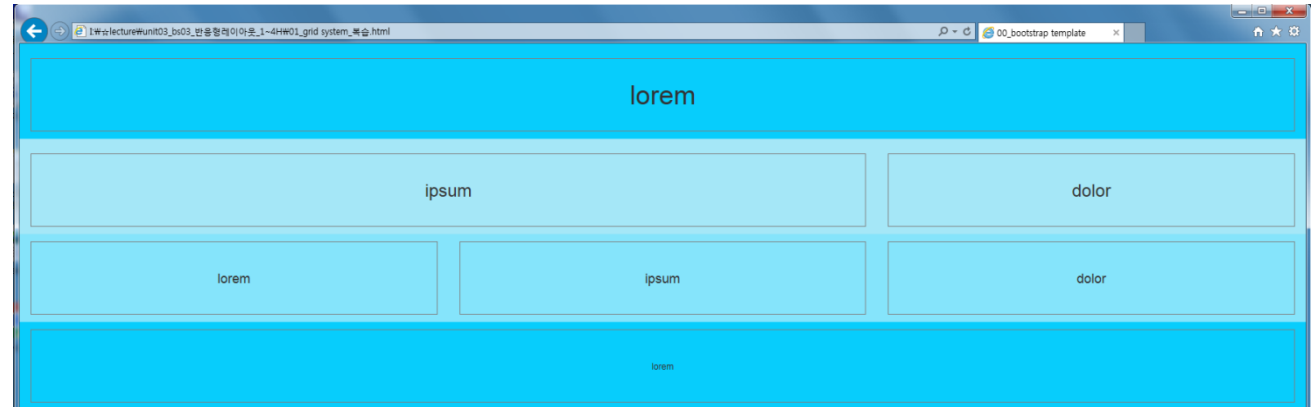 I:₩☆lecture₩unit03_bs03_반응형레이아웃_1~4H₩01_grid system_복습.html
00_bootstrap template
lorem
ipsum
dolor
lorem
ipsum
dolor
lorem